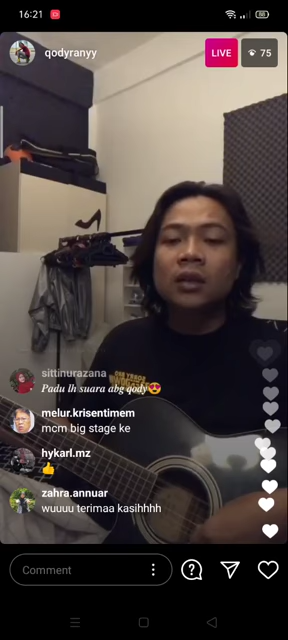 16:21
88
qodyranyy
LIVE
75
sittinurazana
Padu lh suara abg qody😍
melur.krisentimem
mcm big stage ke
hykarl.mz
👍
zahra.annuar
wuuuu terimaa kasihhhh
Comment